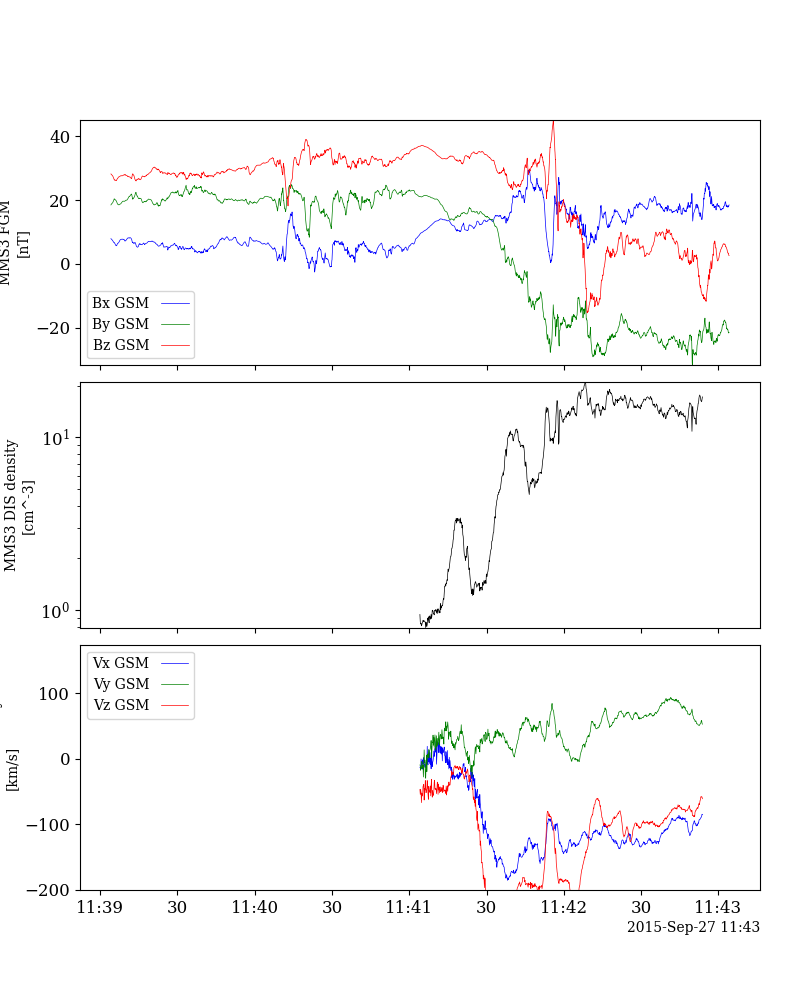 40
20
0
−20
MMS3 FGM
[nT]
Bx GSM
By GSM
Bz GSM
10^1
10^0
MMS3 DIS density
[cm^-3]
Vx GSM
Vy GSM
Vz GSM
100
0
−100
−200
[km/s]
11:39 30 11:40 30 11:41 30 11:42 30 11:43
2015-Sep-27 11:43